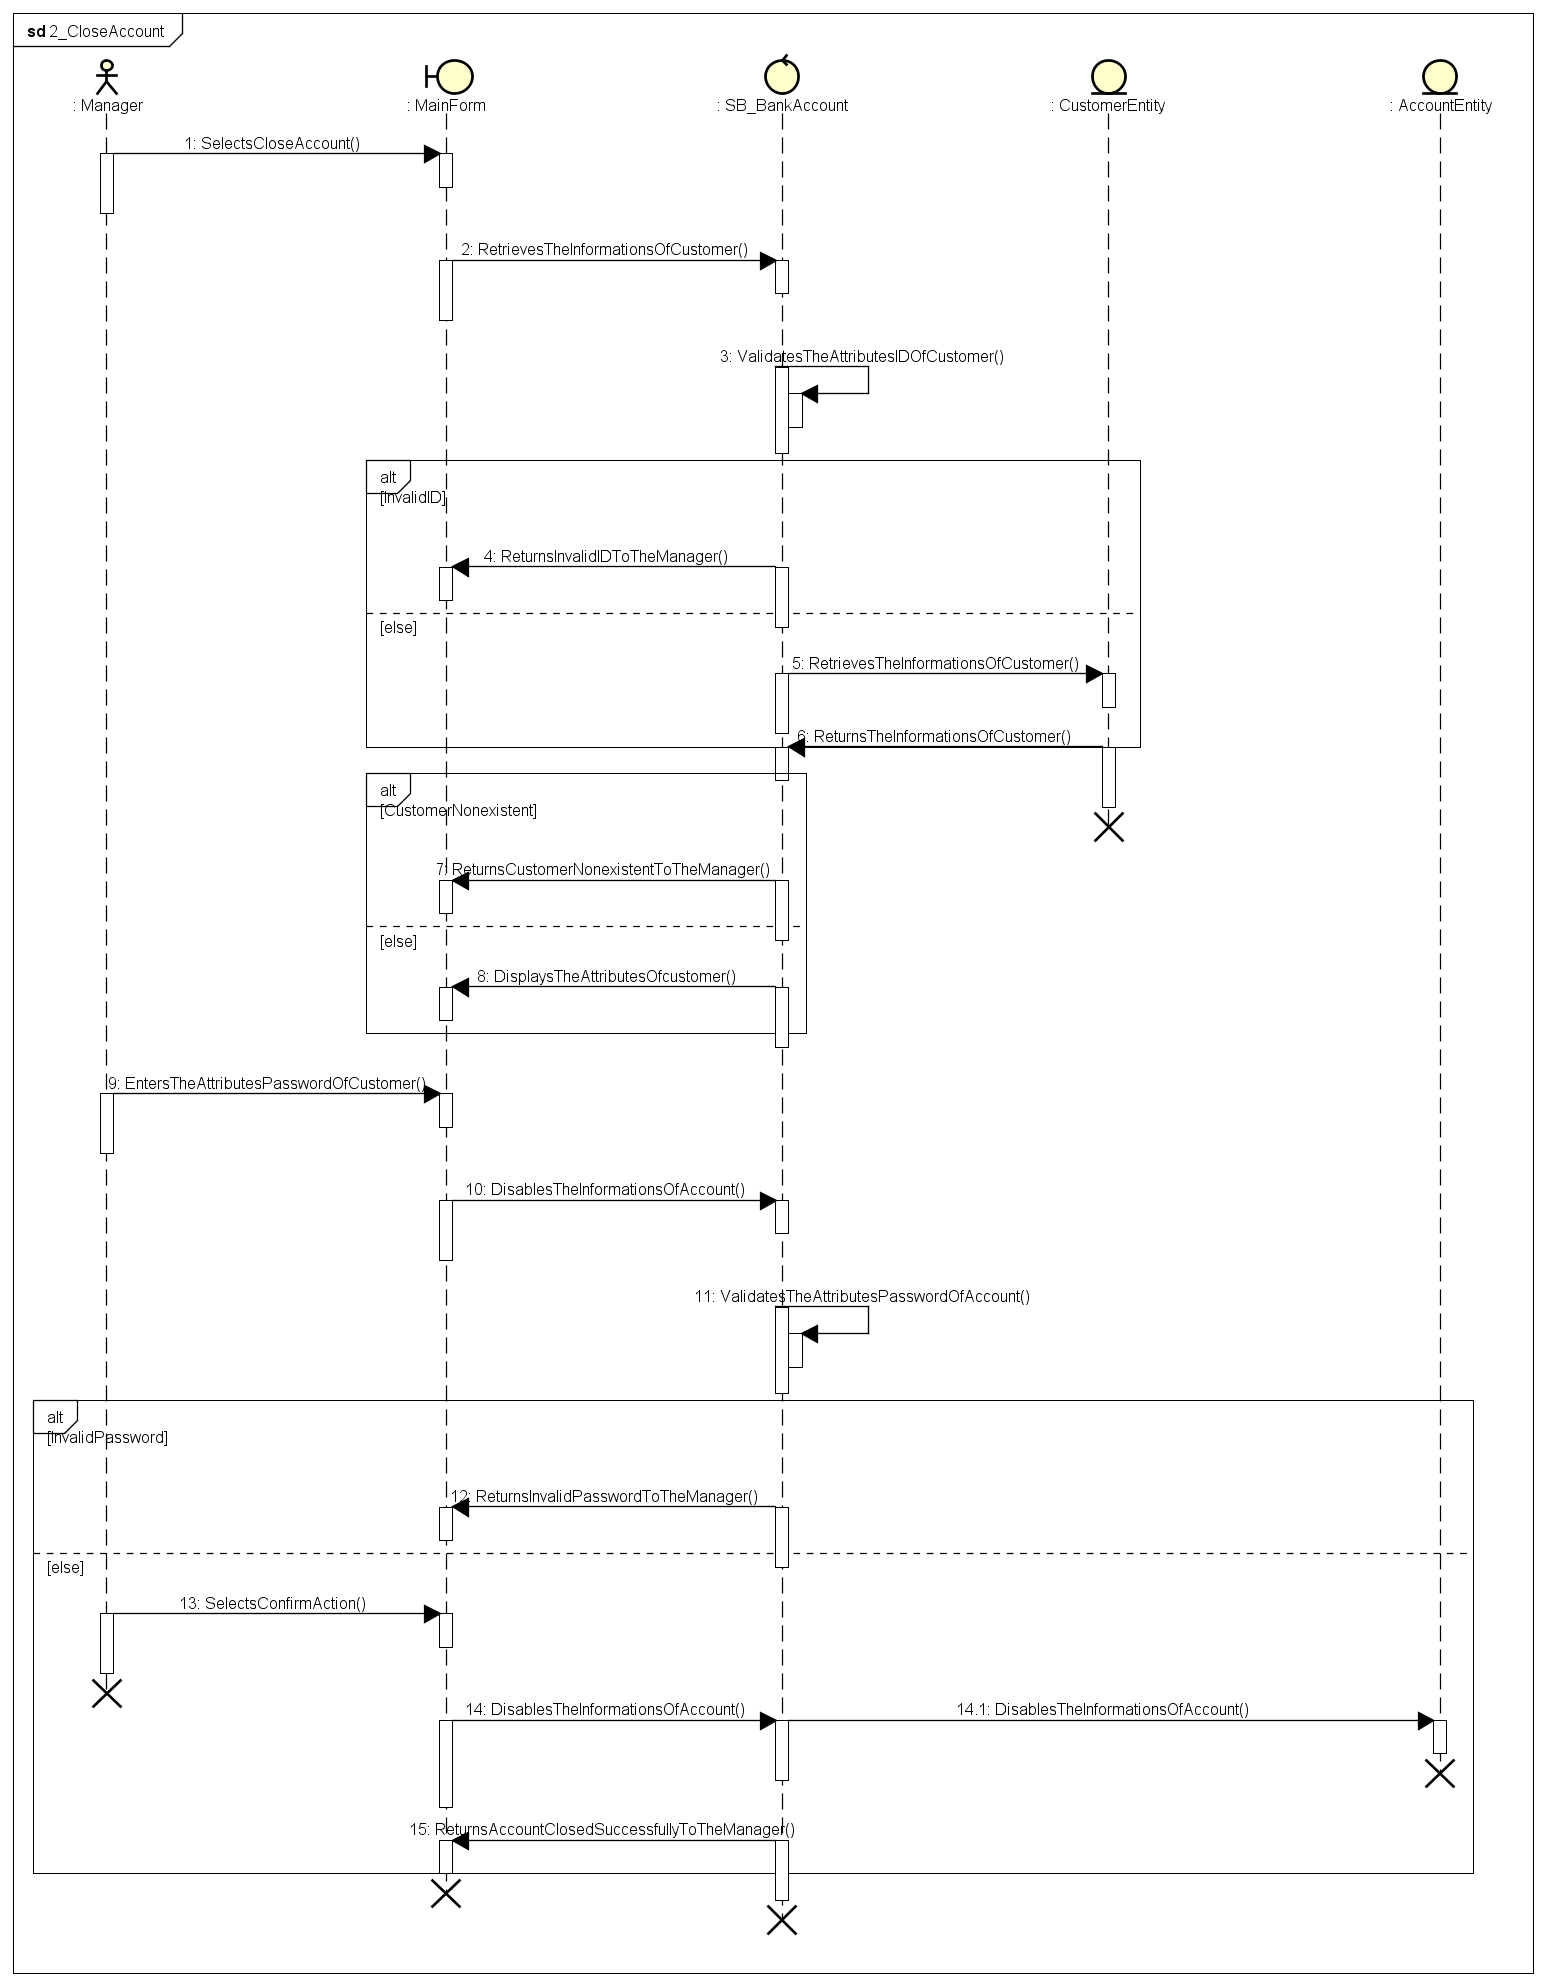 sd 2_CloseAccount
: Manager
: MainForm
: SB_BankAccount
: CustomerEntity
: AccountEntity
1: SelectsCloseAccount()
2: RetrievesTheInformationsOfCustomer()
3: ValidatesTheAttributesIDOfCustomer()
alt
[InvalidID]
4: ReturnsInvalidIDToTheManager()
[else]
5: RetrievesTheInformationsOfCustomer()
6: ReturnsTheInformationsOfCustomer()
alt
[CustomerNonexistent]
7: ReturnsCustomerNonexistentToTheManager()
[else]
8: DisplaysTheAttributesOfcustomer()
9: EntersTheAttributesPasswordOfCustomer()
10: DisablesTheInformationsOfAccount()
11: ValidatesTheAttributesPasswordOfAccount()
alt
[InvalidPassword]
12: ReturnsInvalidPasswordToTheManager()
[else]
13: SelectsConfirmAction()
14: DisablesTheInformationsOfAccount()
14.1: DisablesTheInformationsOfAccount()
15: ReturnsAccountClosedSuccessfullyToTheManager()